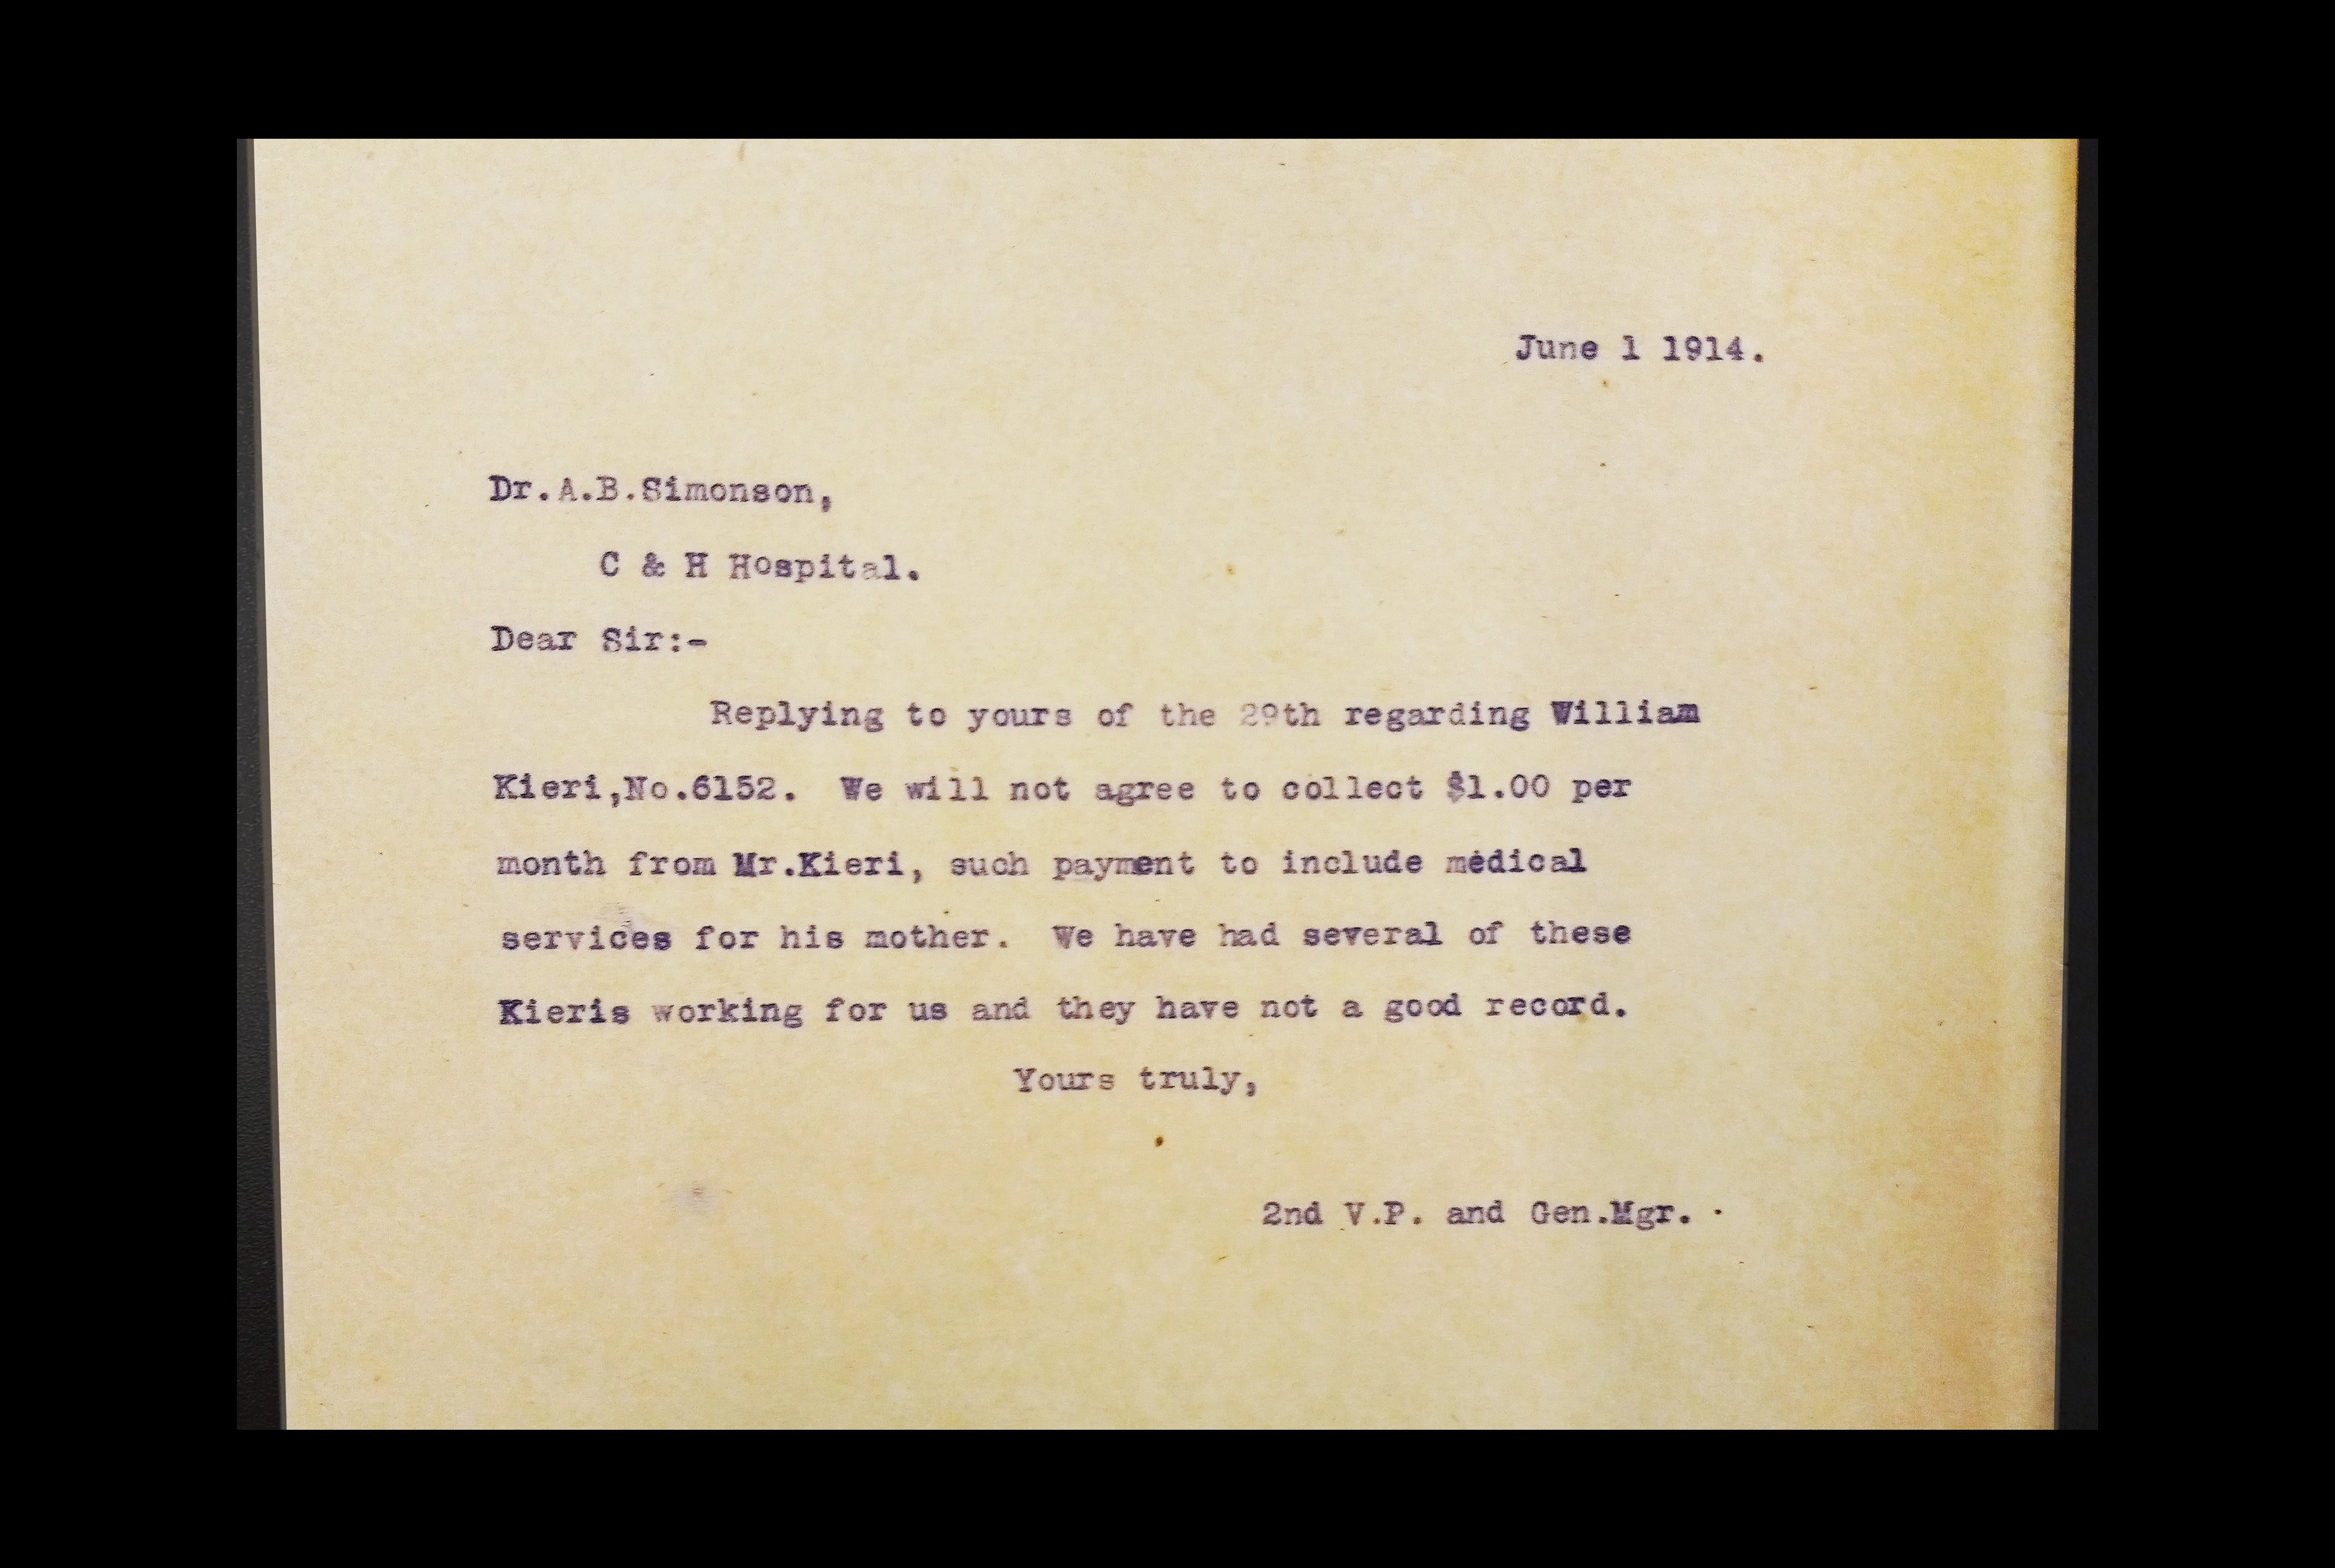 June 1 1914.
Dr.A.B.Simonson,
C & H Hospital.
Dear Sir:-
Replying to yours of the 29th regarding William
Kieri,No.6152. We will not agree to collect $1.00 per
month from Mr.Kieri, such payment to include medical
services for his mother. We have had several of these
Kieris working for us and they have not a good record.
Yours truly,
2nd V.P. and Gen.Mgr.